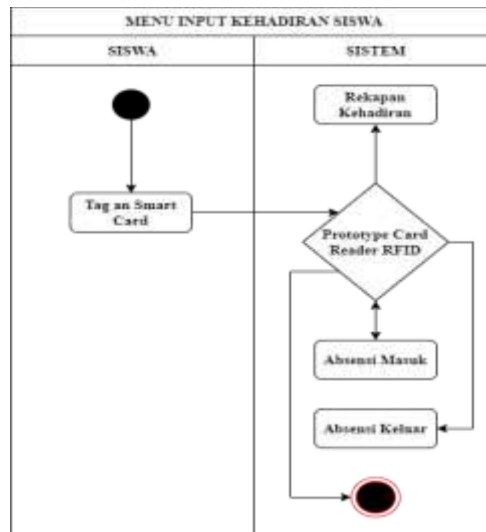 MENU INPUT KEHADIRAN SISWA
SISWA
SISTEM
Rekapan
Kehadiran
Tag an Smart
Card
Prototype Card
Reader RFID
Absensi Masuk
Absensi Keluar